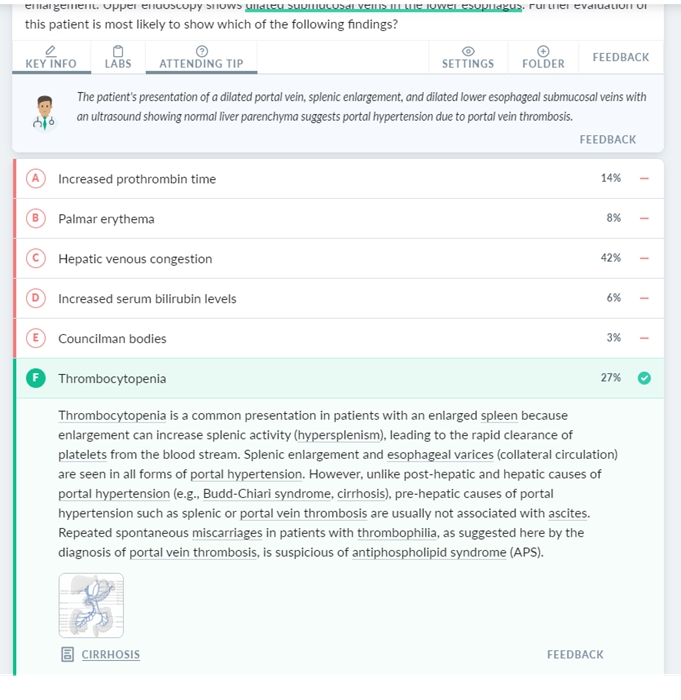 enlargement. Upper endoscopy shows dilated submucosal veins in the lower esophagus. Further evaluation of
this patient is most likely to show which of the following findings?
KEY INFO
LABS
ATTENDING TIP
SETTINGS
FOLDER
FEEDBACK
The patient's presentation of a dilated portal vein, splenic enlargement, and dilated lower esophageal submucosal veins with
an ultrasound showing normal liver parenchyma suggests portal hypertension due to portal vein thrombosis.
FEEDBACK
A Increased prothrombin time 14%
B Palmar erythema 8%
C Hepatic venous congestion 42%
D Increased serum bilirubin levels 6%
E Councilman bodies 3%
F Thrombocytopenia 27%
Thrombocytopenia is a common presentation in patients with an enlarged spleen because
enlargement can increase splenic activity (hypersplenism), leading to the rapid clearance of
platelets from the blood stream. Splenic enlargement and esophageal varices (collateral circulation)
are seen in all forms of portal hypertension. However, unlike post-hepatic and hepatic causes of
portal hypertension (e.g., Budd-Chiari syndrome, cirrhosis), pre-hepatic causes of portal
hypertension such as splenic or portal vein thrombosis are usually not associated with ascites.
Repeated spontaneous miscarriages in patients with thrombophilia, as suggested here by the
diagnosis of portal vein thrombosis, is suspicious of antiphospholipid syndrome (APS).
CIRRHOSIS
FEEDBACK